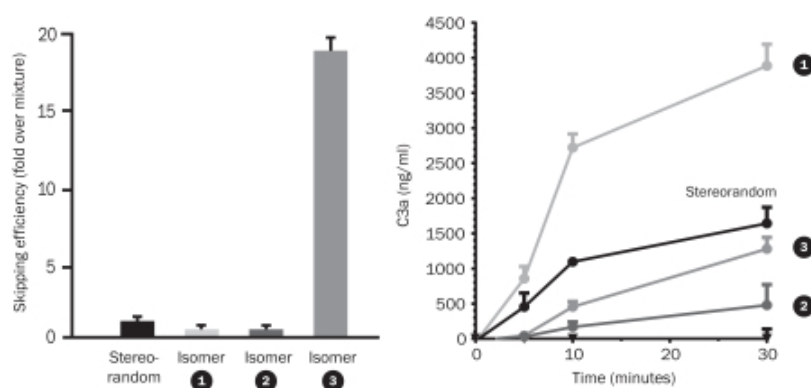 Skipping efficiency (fold over mixture)
20
15
10
5
0
Stereo-
random
Isomer
1
Isomer
2
Isomer
3
C3a (ng/ml)
4500
4000
3500
3000
2500
2000
1500
1000
500
0
0
10
20
30
Time (minutes)
1
Stereorandom
3
2